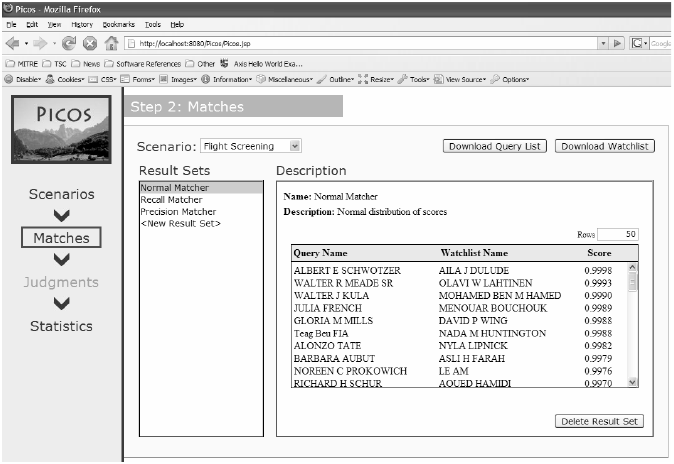 Picos - Mozilla Firefox
File Edit View History Bookmarks Tools Help
http://localhost:8080/Picos/Picos.jsp
Google
MITRE TSC News Software References Other Axis Hello World Exa...
Disable Cookies CSS Forms Images Information Miscellaneous Outline Resize Tools View Source Options
PICOS
Scenarios
Matches
Judgments
Statistics
Step 2: Matches
Scenario: Flight Screening
Download Query List Download Watchlist
Result Sets
Normal Matcher
Recall Matcher
Precision Matcher
<New Result Set>
Description
Name: Normal Matcher
Description: Normal distribution of scores
Rows 50
Query Name Watchlist Name Score
ALBERT E SCHWOTZER AILA J DULUDE 0.9998
WALTER R MEADE SR OLAVI W LAHTINEN 0.9993
WALTER J KULA MOHAMED BEN M HAMED 0.9990
JULIA FRENCH MENOUAR BOUCHOUK 0.9989
GLORIA M MILLS DAVID P WING 0.9988
Teag Beu FIA NADA M HUNTINGTON 0.9988
ALONZO TATE NYLA LIPNICK 0.9982
BARBARA AUBUT ASLI H FARAH 0.9979
NOREEN C PROKOWICH LE AM 0.9976
RICHARD H SCHUR AOUED HAMIDI 0.9970
Delete Result Set